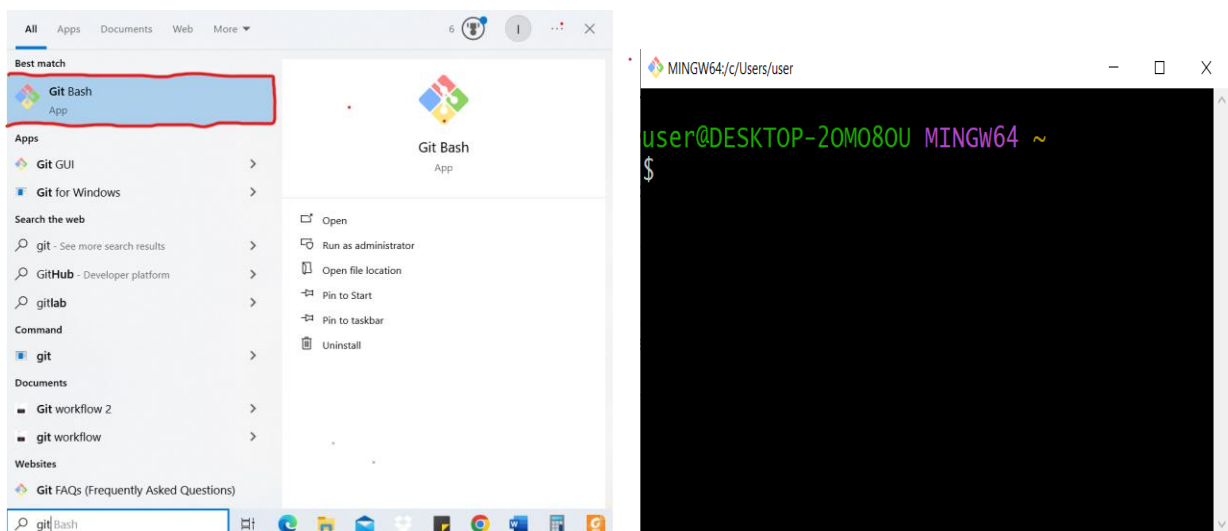 All Apps Documents Web More 6 I ...
Best match
Git Bash
App
Apps
Git GUI
Git for Windows
Search the web
git - See more search results
GitHub - Developer platform
gitlab
Command
git
Documents
Git workflow 2
git workflow
Websites
Git FAQs (Frequently Asked Questions)
git Bash
Git Bash
App
Open
Run as administrator
Open file location
Pin to Start
Pin to taskbar
Uninstall
MINGW64:/c/Users/user
user@DESKTOP-2OMO8OU MINGW64 ~
$